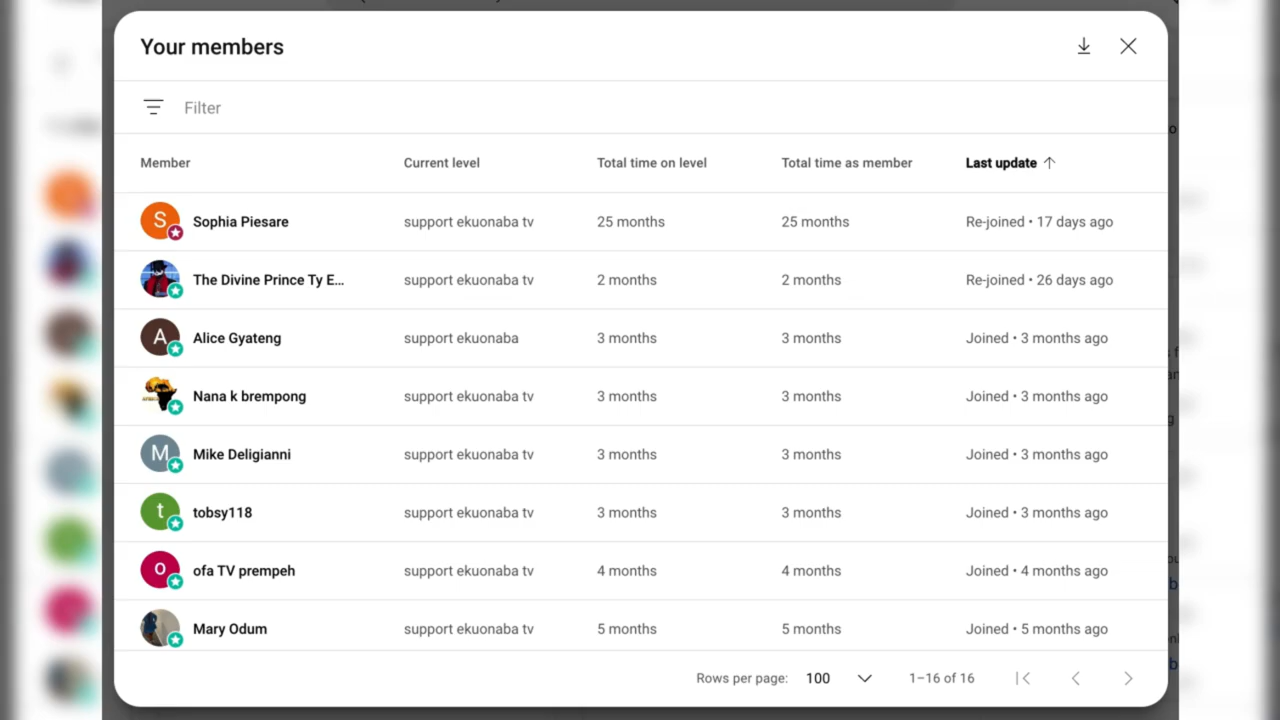 Your members
Filter
Member Current level Total time on level Total time as member Last update
S Sophia Piesare support ekuonaba tv 25 months 25 months Re-joined • 17 days ago
The Divine Prince Ty E... support ekuonaba tv 2 months 2 months Re-joined • 26 days ago
A Alice Gyateng support ekuonaba 3 months 3 months Joined • 3 months ago
Nana k brempong support ekuonaba tv 3 months 3 months Joined • 3 months ago
M Mike Deligianni support ekuonaba tv 3 months 3 months Joined • 3 months ago
t tobsy118 support ekuonaba tv 3 months 3 months Joined • 3 months ago
o ofa TV prempeh support ekuonaba tv 4 months 4 months Joined • 4 months ago
Mary Odum support ekuonaba tv 5 months 5 months Joined • 5 months ago
Rows per page: 100 1–16 of 16